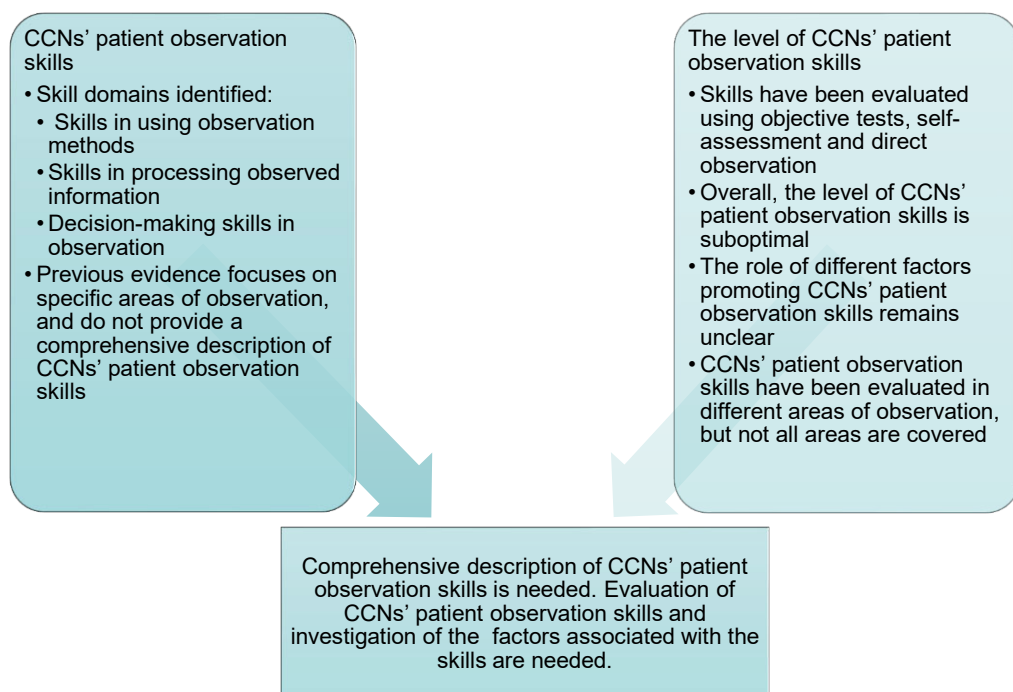 CCNs' patient observation
skills
• Skill domains identified:
• Skills in using observation
methods
• Skills in processing observed
information
• Decision-making skills in
observation
• Previous evidence focuses on
specific areas of observation,
and do not provide a
comprehensive description of
CCNs' patient observation
skills
The level of CCNs' patient
observation skills
• Skills have been evaluated
using objective tests, self-
assessment and direct
observation
• Overall, the level of CCNs'
patient observation skills is
suboptimal
• The role of different factors
promoting CCNs' patient
observation skills remains
unclear
• CCNs' patient observation
skills have been evaluated in
different areas of observation,
but not all areas are covered
Comprehensive description of CCNs' patient
observation skills is needed. Evaluation of
CCNs' patient observation skills and
investigation of the factors associated with the
skills are needed.